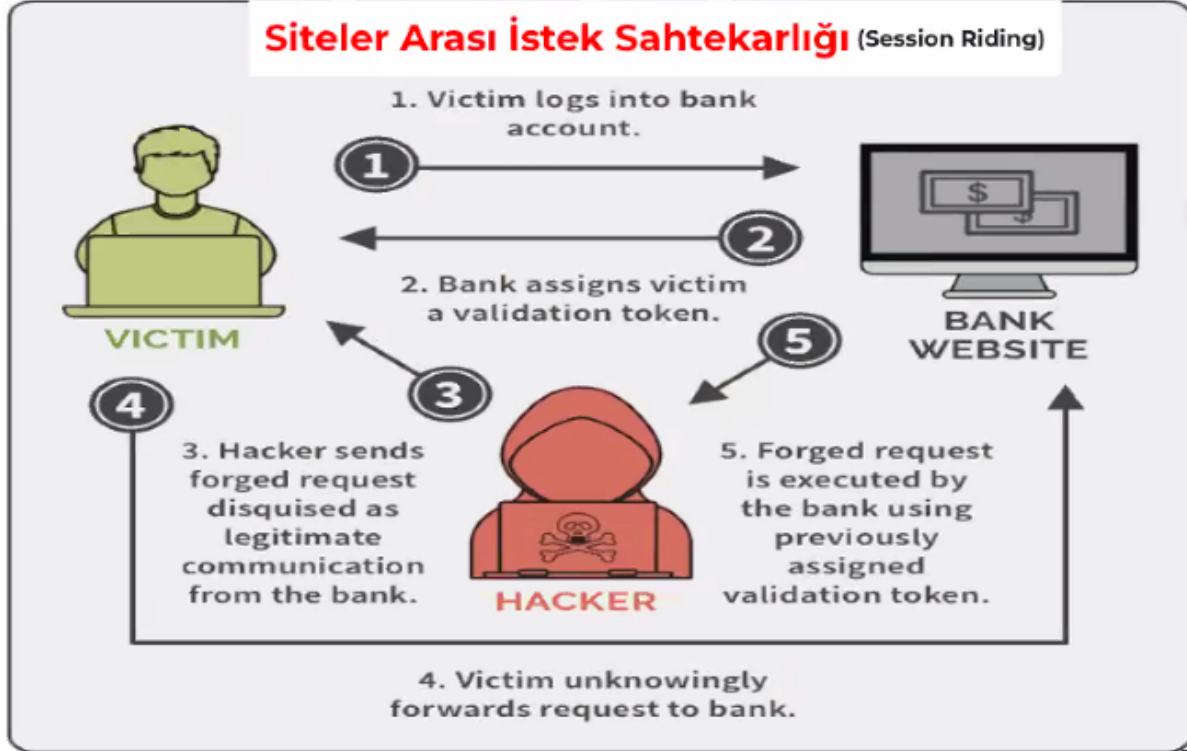 Siteler Arası İstek Sahtekarlığı (Session Riding)
1. Victim logs into bank
account.
1
2
2. Bank assigns victim
a validation token.
VICTIM
BANK
WEBSITE
5
3
4
3. Hacker sends
forged request
disquised as
legitimate
communication
from the bank.
$
$
HACKER
5. Forged request
is executed by
the bank using
previously
assigned
validation token.
4. Victim unknowingly
forwards request to bank.